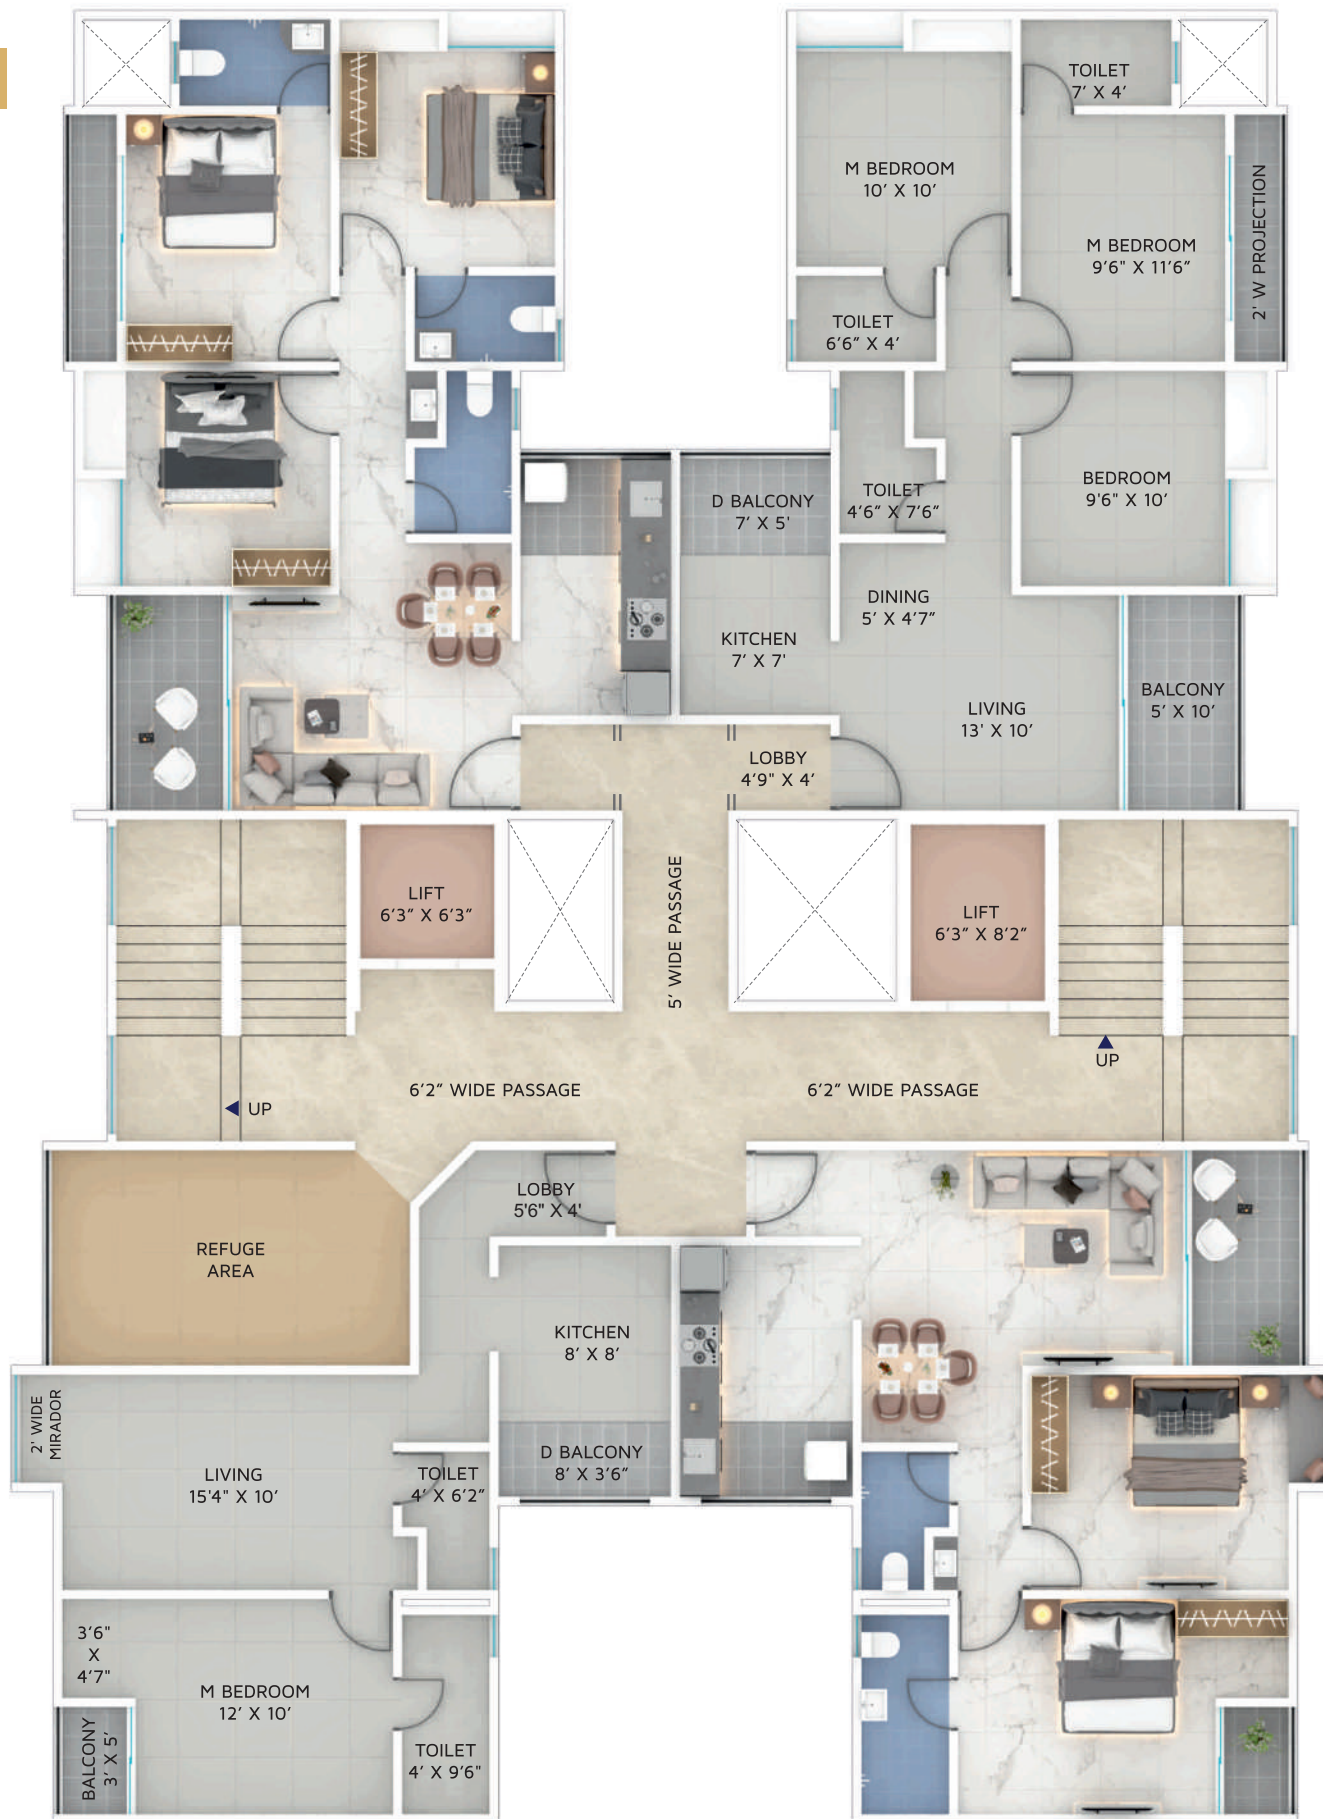 TOILET
7’ X 4’
M BEDROOM
10’ X 10’
M BEDROOM
9’6" X 11’6”
2' W PROJECTION
TOILET
6’6” X 4’
BEDROOM
9'6" X 10’
D BALCONY
7’ X 5'
TOILET
4’6” X 7’6”
DINING
5’ X 4’7”
KITCHEN
7’ X 7’
LIVING
13' X 10’
BALCONY
5’ X 10’
LOBBY
4’9" X 4’
5’ WIDE PASSAGE
LIFT
6’3” X 6’3”
LIFT
6’3” X 8’2”
6’2” WIDE PASSAGE
6’2” WIDE PASSAGE
UP
UP
LOBBY
5'6" X 4'
REFUGE
AREA
KITCHEN
8’ X 8’
2’ WIDE
MIRADOR
D BALCONY
8’ X 3’6”
LIVING
15'4" X 10’
TOILET
4’ X 6’2”
3’6"
X
4’7"
M BEDROOM
12’ X 10’
BALCONY
3’ X 5’
TOILET
4’ X 9’6"